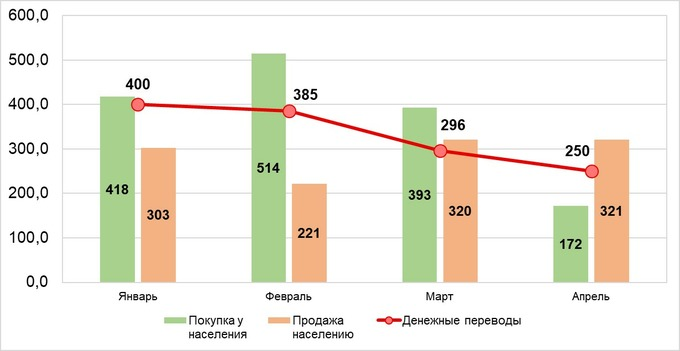 600,0
500,0
400,0
300,0
200,0
100,0
0,0
400
385
296
250
418
303
514
221
393
320
172
321
Январь
Февраль
Март
Апрель
Покупка у
населения
Продажа
населению
Денежные переводы